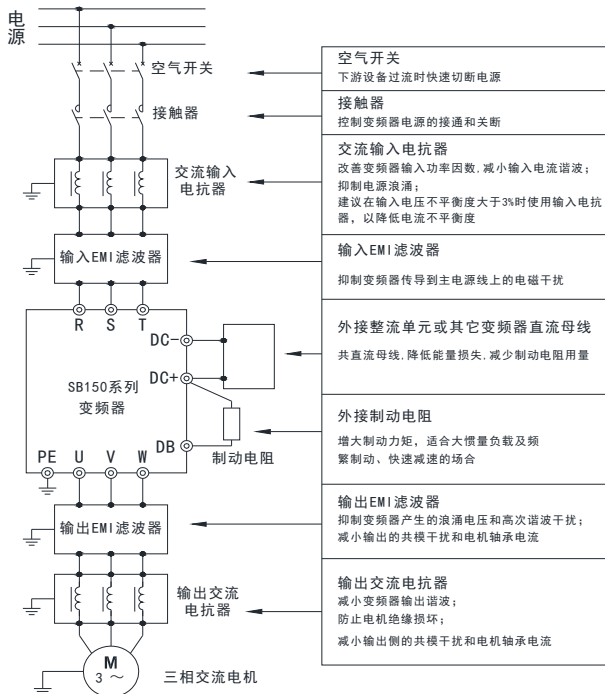 电
源
空气开关
接触器
交流输入
电抗器
输入EMI滤波器
R S T
DC-
DC+
SB150系列
变频器
DB
制动电阻
PE U V W
输出EMI滤波器
输出交流
电抗器
M
3 ～
三相交流电机
空气开关
下游设备过流时快速切断电源
接触器
控制变频器电源的接通和关断
交流输入电抗器
改善变频器输入功率因数,减小输入电流谐波;
抑制电源浪涌;
建议在输入电压不平衡度大于3%时使用输入电抗
器, 以降低电流不平衡度
输入EMI滤波器
抑制变频器传导到主电源线上的电磁干扰
外接整流单元或其它变频器直流母线
共直流母线,降低能量损失,减少制动电阻用量
外接制动电阻
增大制动力矩, 适合大惯量负载及频
繁制动、快速减速的场合
输出EMI滤波器
抑制变频器产生的浪涌电压和高次谐波干扰;
减小输出的共模干扰和电机轴承电流
输出交流电抗器
减小变频器输出谐波;
防止电机绝缘损坏;
减小输出侧的共模干扰和电机轴承电流